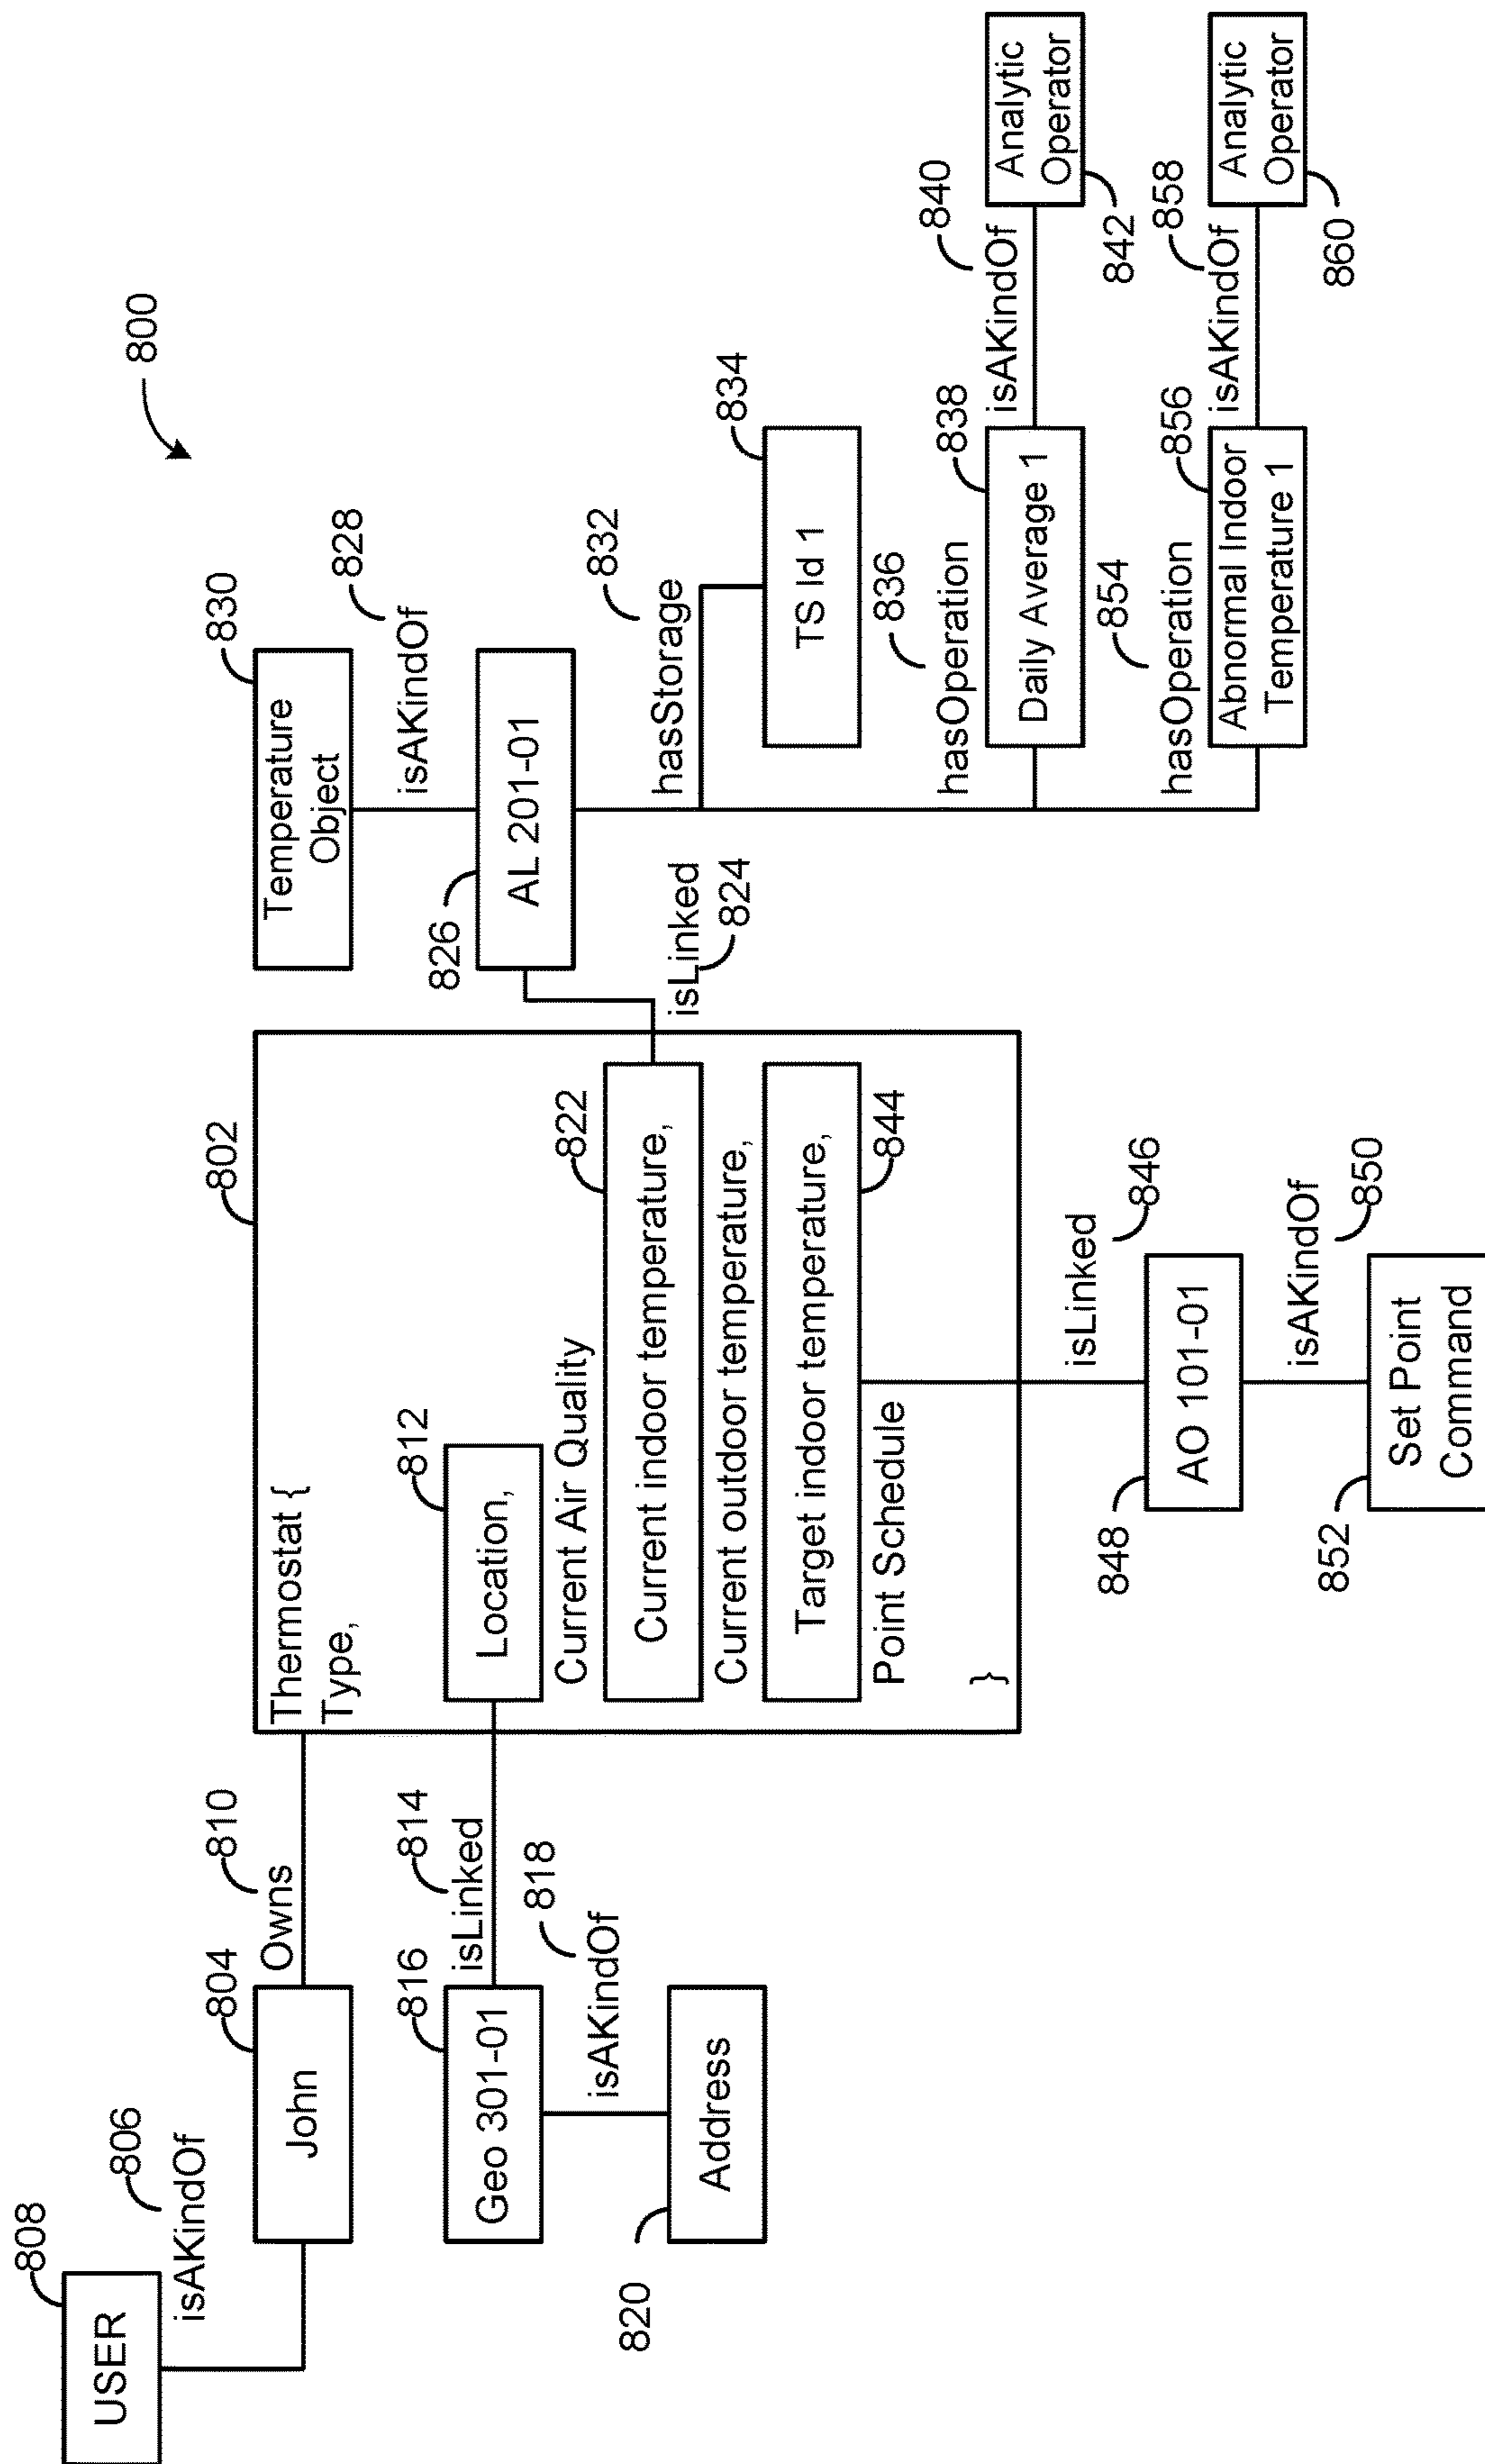 800
808
USER
806
isAKindOf
804
John
810
Owns
802
Thermostat {
Type,
812
Location,
Current Air Quality
822
Current indoor temperature,
Current outdoor temperature,
Target indoor temperature,
844
Point Schedule
}
814
isLinked
816
Geo 301-01
818
isAKindOf
820
Address
830
Temperature
Object
828
isAKindOf
826
AL 201-01
isLinked
824
832
hasStorage
834
TS Id 1
836
hasOperation
838
Daily Average 1
840
isAKindOf
Analytic
Operator
842
854
hasOperation
856
Abnormal Indoor
Temperature 1
858
isAKindOf
Analytic
Operator
860
isLinked
846
848
AO 101-01
isAKindOf
850
852
Set Point
Command